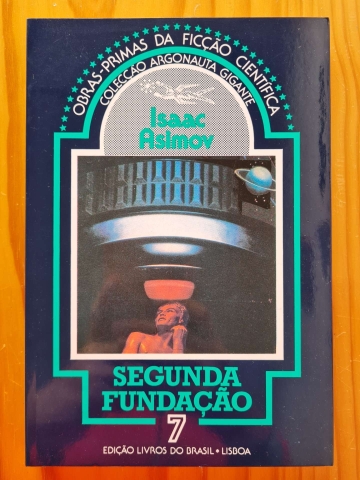 OBRAS-PRIMAS DA FICÇÃO CIENTÍFICA
COLECÇÃO ARGONAUTA GIGANTE
Isaac
Asimov
SEGUNDA
FUNDAÇÃO
7
EDIÇÃO LIVROS DO BRASIL • LISBOA